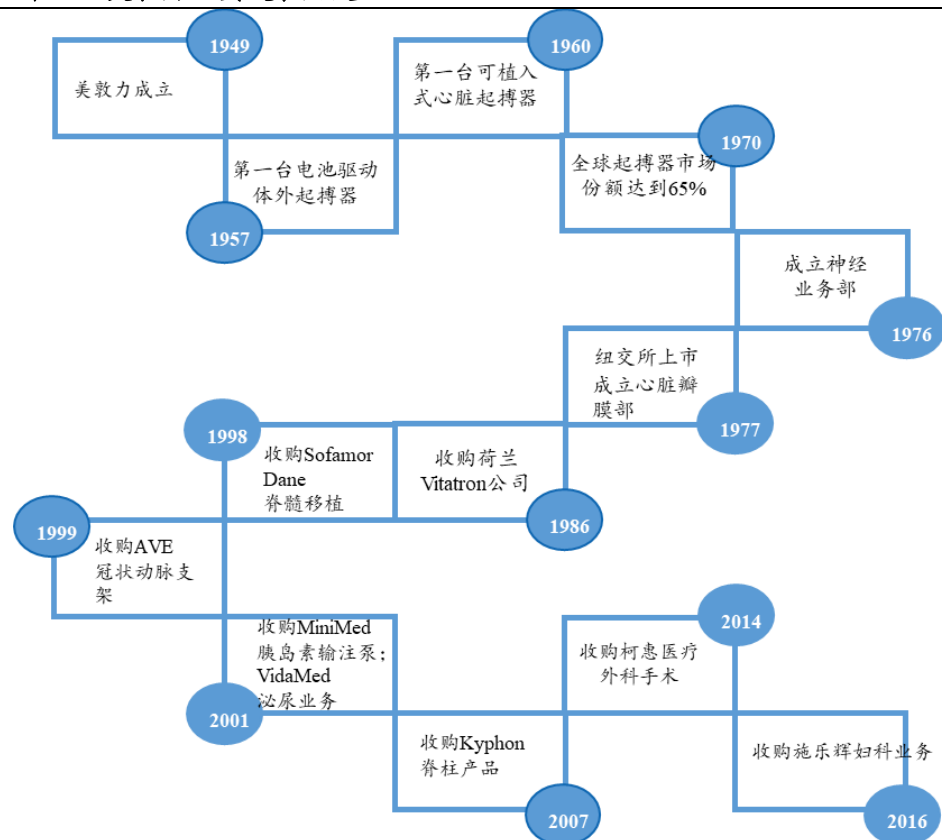 1949
美敦力成立
1960
第一台可植入
式心脏起搏器
1970
全球起搏器市场
份额达到65%
第一台电池驱动
体外起搏器
1957
成立神经
业务部
1976
纽交所上市
成立心脏瓣
膜部
1977
1998
收购Sofamor
Dane
脊髓移植
收购荷兰
Vitatron公司
1986
1999
收购AVE
冠状动脉支
架
收购MiniMed
胰岛素输注泵；
VidaMed
泌尿业务
2001
收购Kyphon
脊柱产品
2007
收购柯惠医疗
外科手术
2014
收购施乐辉妇科业务
2016